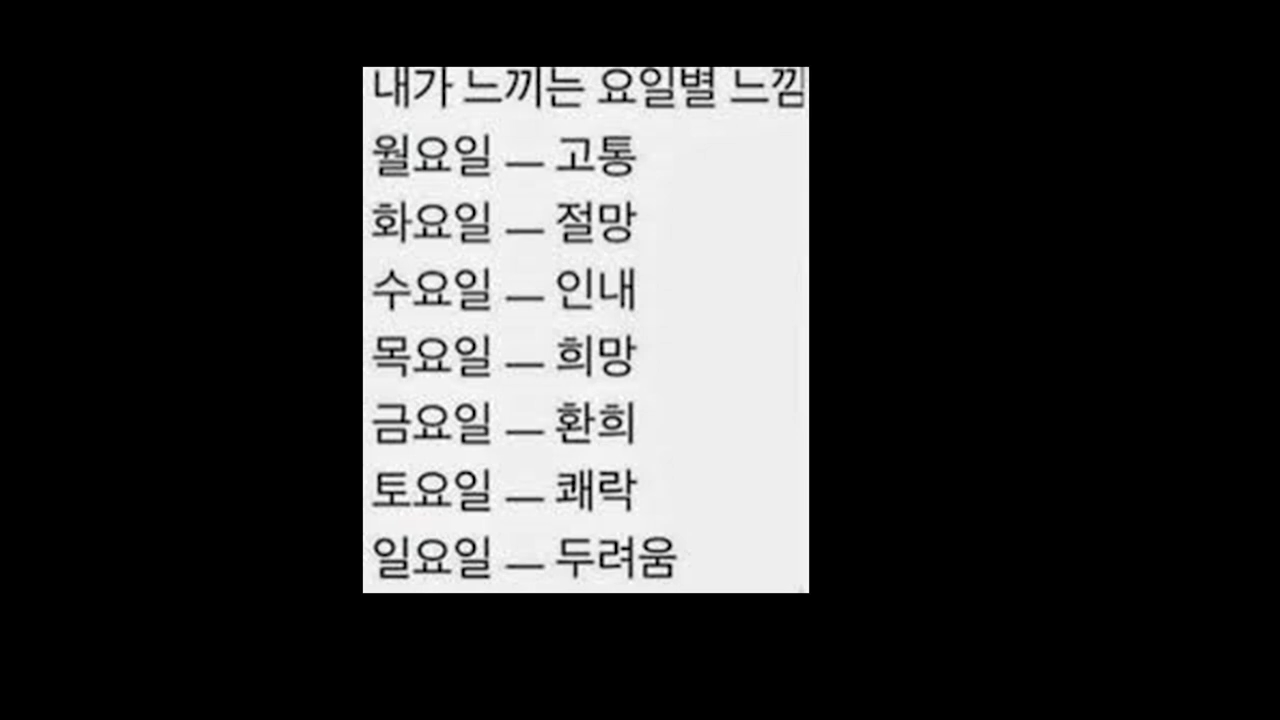 내가 느끼는 요일별 느낌
월요일 — 고통
화요일 — 절망
수요일 — 인내
목요일 — 희망
금요일 — 환희
토요일 — 쾌락
일요일 — 두려움